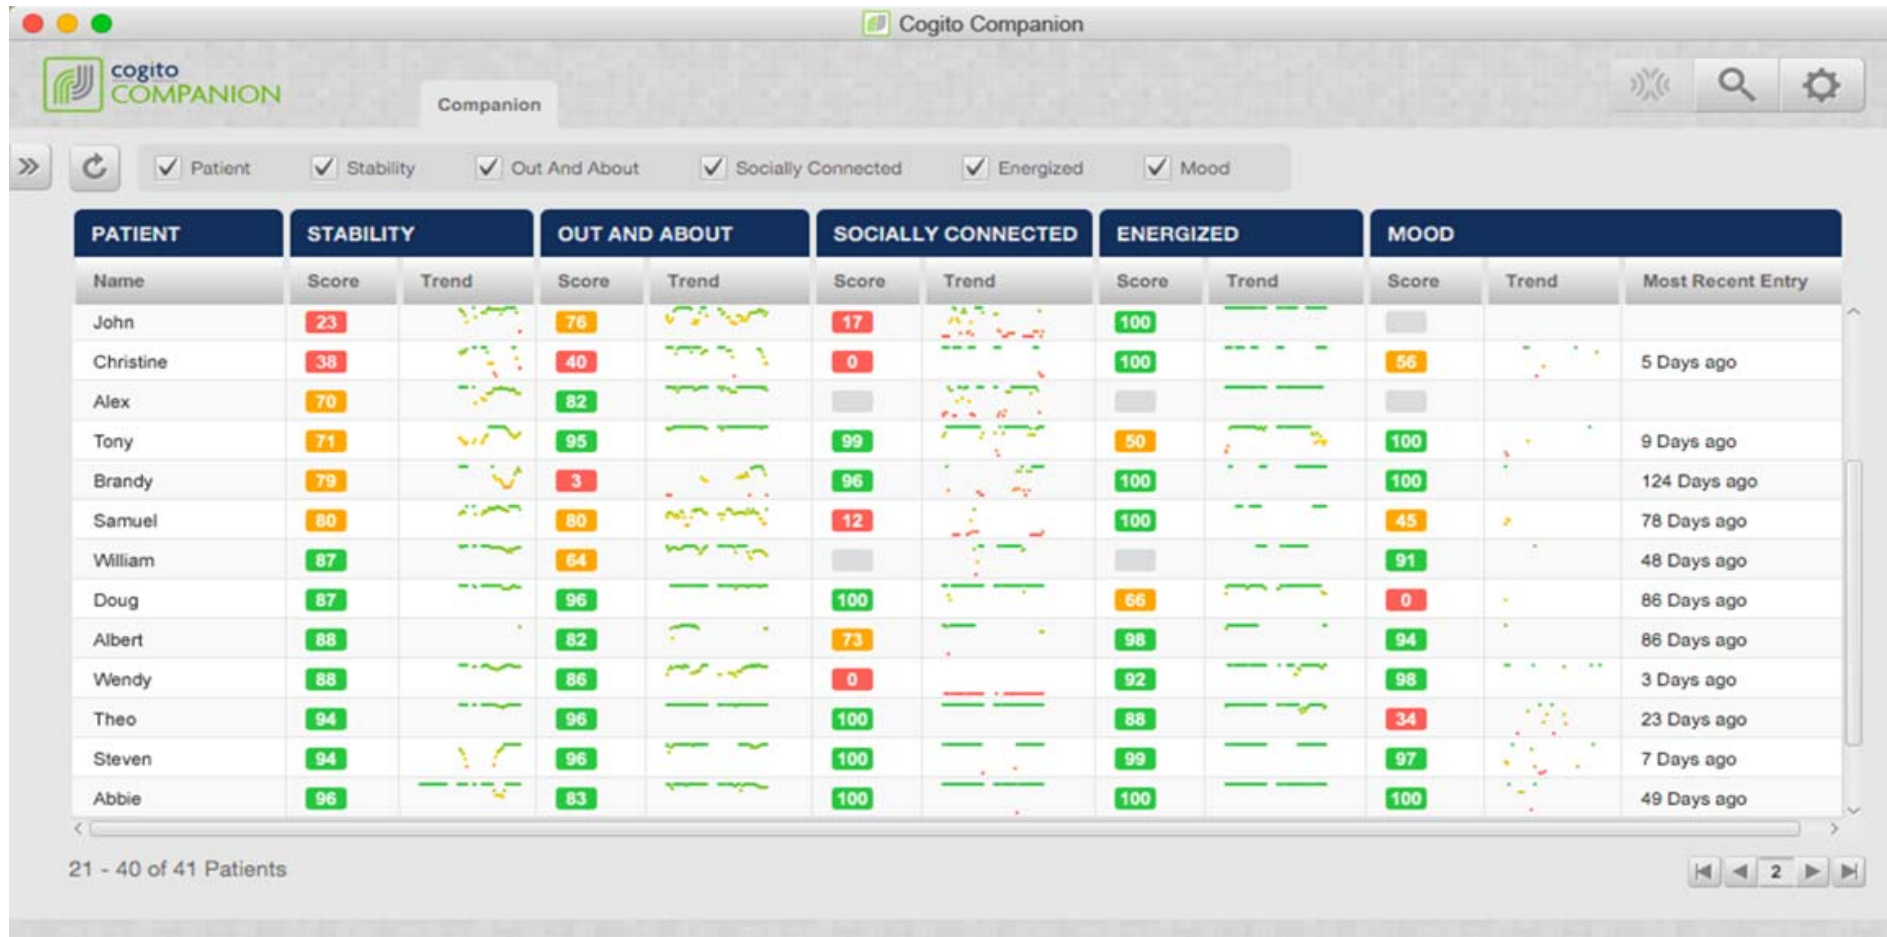 Cogito Companion
cogito
COMPANION
Companion
Patient Stability Out And About Socially Connected Energized Mood
PATIENT STABILITY OUT AND ABOUT SOCIALLY CONNECTED ENERGIZED MOOD
Name Score Trend Score Trend Score Trend Score Trend Score Trend Most Recent Entry
John 23 76 17 100
Christine 38 40 0 100 56 5 Days ago
Alex 70 82
Tony 71 95 99 50 100 9 Days ago
Brandy 79 3 96 100 100 124 Days ago
Samuel 80 80 12 100 45 78 Days ago
William 87 64 91 48 Days ago
Doug 87 96 100 66 0 86 Days ago
Albert 88 82 73 98 94 86 Days ago
Wendy 88 86 0 92 98 3 Days ago
Theo 94 96 100 88 34 23 Days ago
Steven 94 96 100 99 97 7 Days ago
Abbie 96 83 100 100 100 49 Days ago
21 - 40 of 41 Patients 2